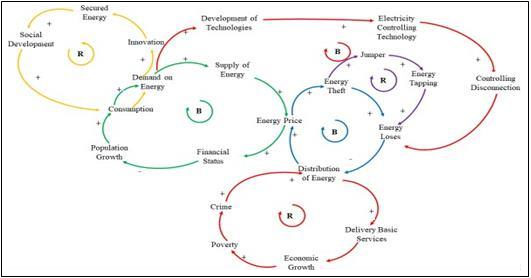 Secured
Energy
Development of
Technologies
Electricity
Controlling
Technology
Social
Development
R
Innovation
B
Jumper
Demand on
Energy
Supply of
Energy
Energy
Theft
R
Energy
Tapping
Controlling
Disconnection
Consumption
B
Energy Price
B
Energy
Loses
Population
Growth
Financial
Status
Distribution
of Energy
Crime
R
Delivery Basic
Services
Poverty
Economic
Growth